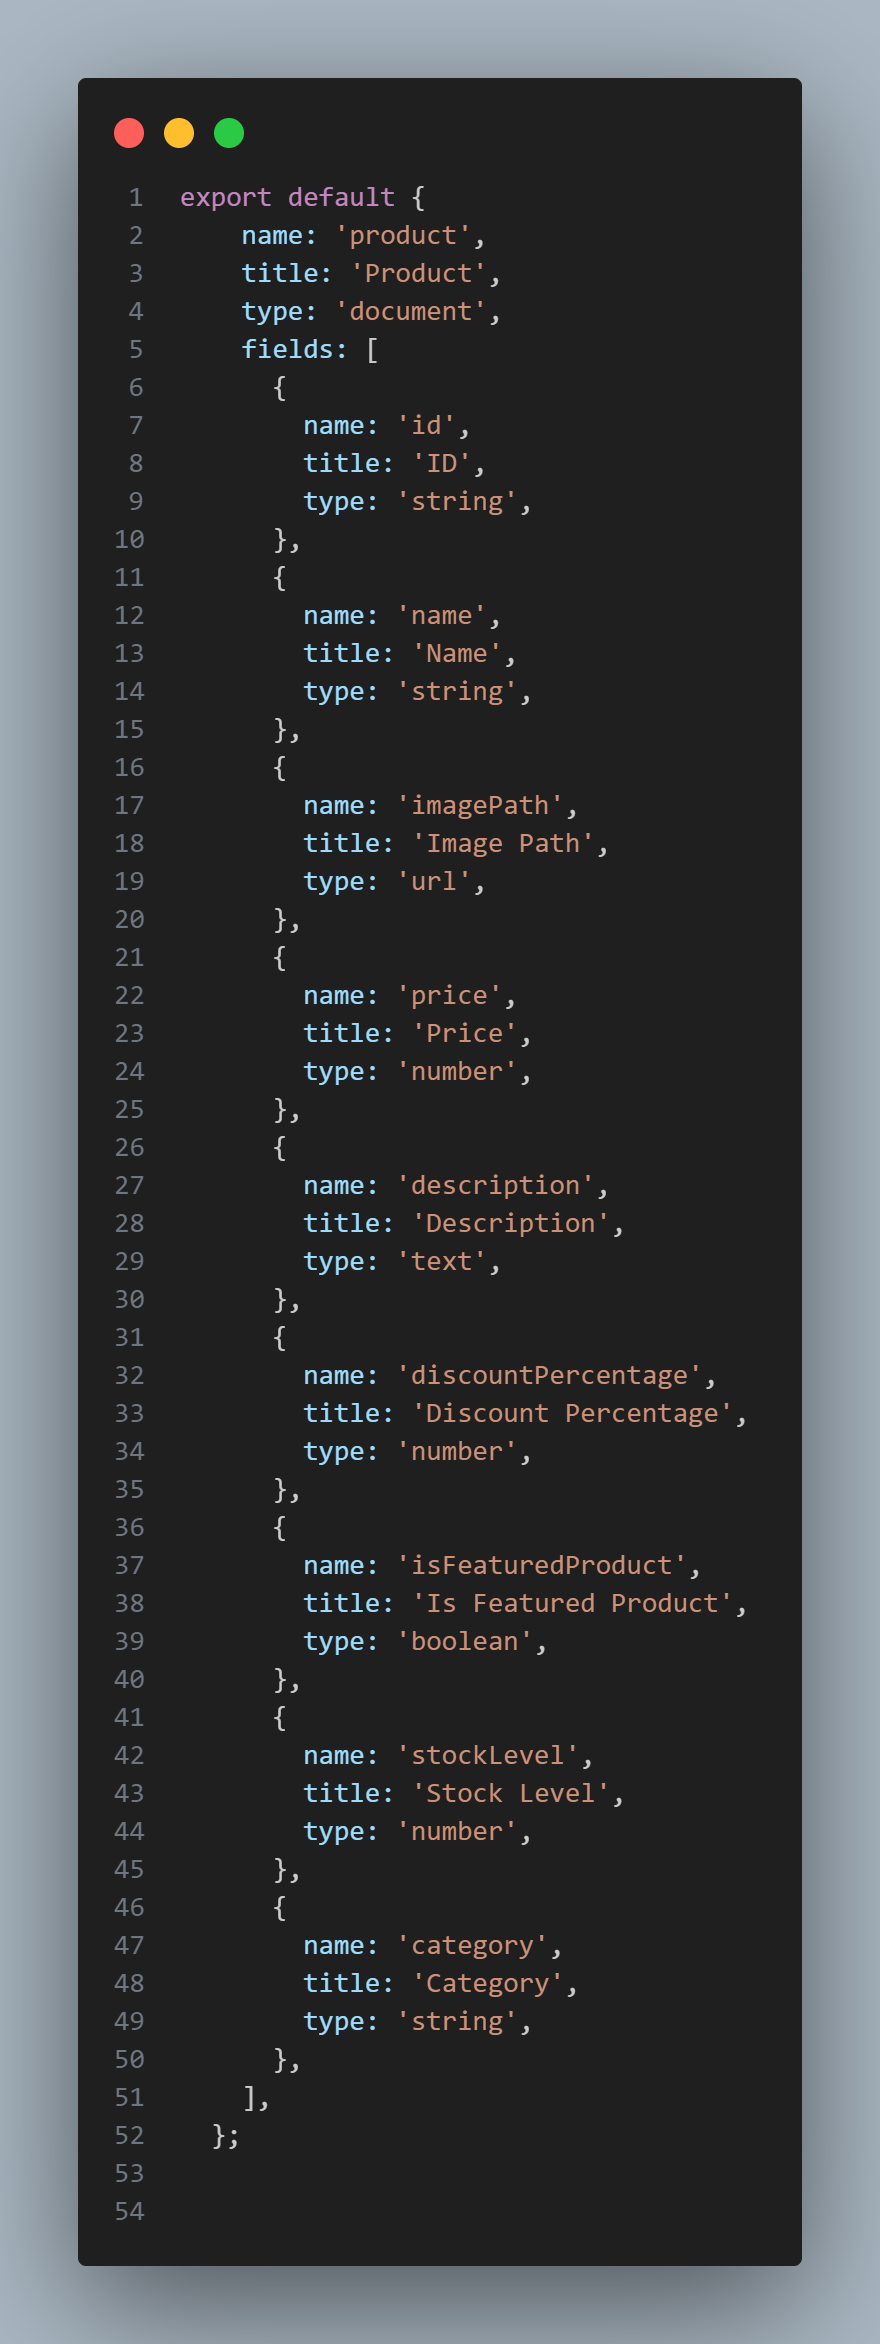 1 export default {
2 name: 'product',
3 title: 'Product',
4 type: 'document',
5 fields: [
6 {
7 name: 'id',
8 title: 'ID',
9 type: 'string',
10 },
11 {
12 name: 'name',
13 title: 'Name',
14 type: 'string',
15 },
16 {
17 name: 'imagePath',
18 title: 'Image Path',
19 type: 'url',
20 },
21 {
22 name: 'price',
23 title: 'Price',
24 type: 'number',
25 },
26 {
27 name: 'description',
28 title: 'Description',
29 type: 'text',
30 },
31 {
32 name: 'discountPercentage',
33 title: 'Discount Percentage',
34 type: 'number',
35 },
36 {
37 name: 'isFeaturedProduct',
38 title: 'Is Featured Product',
39 type: 'boolean',
40 },
41 {
42 name: 'stockLevel',
43 title: 'Stock Level',
44 type: 'number',
45 },
46 {
47 name: 'category',
48 title: 'Category',
49 type: 'string',
50 },
51 ],
52 };
53
54